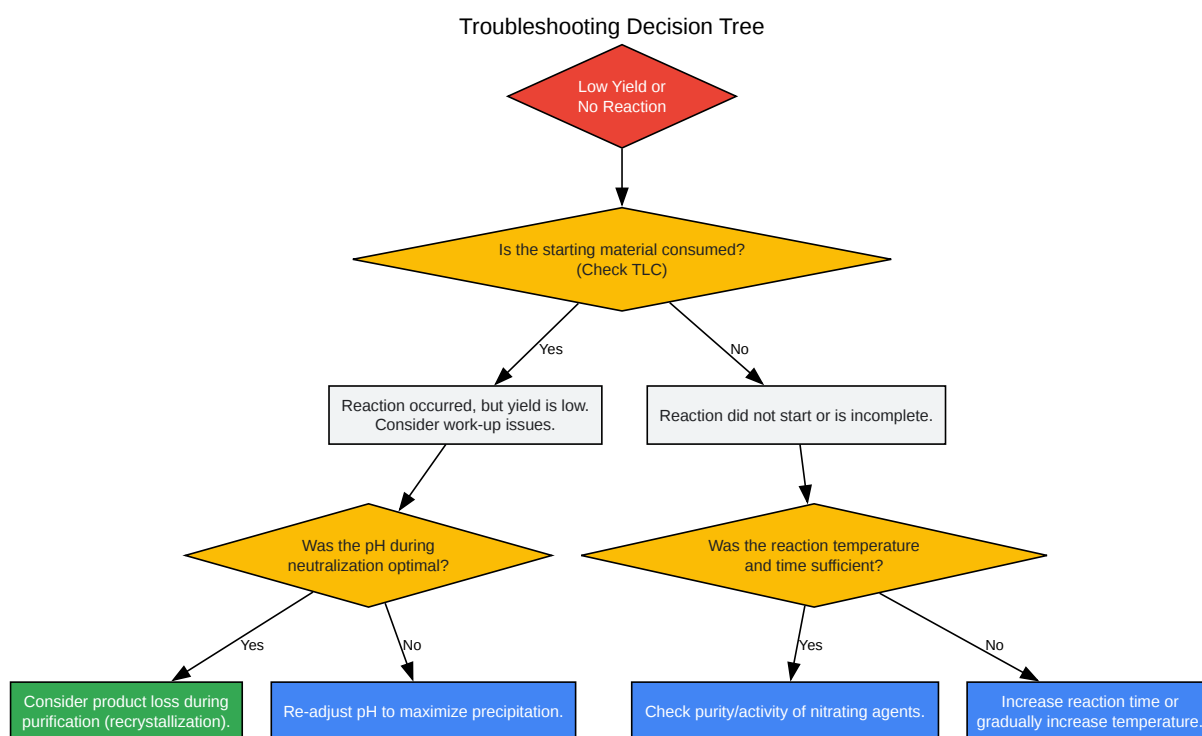 Troubleshooting Decision Tree
Low Yield or
No Reaction
Is the starting material consumed?
(Check TLC)
Yes
No
Reaction occurred, but yield is low.
Consider work-up issues.
Reaction did not start or is incomplete.
Was the pH during
neutralization optimal?
Was the reaction temperature
and time sufficient?
Yes
No
Yes
No
Consider product loss during
purification (recrystallization).
Re-adjust pH to maximize precipitation.
Check purity/activity of nitrating agents.
Increase reaction time or
gradually increase temperature.